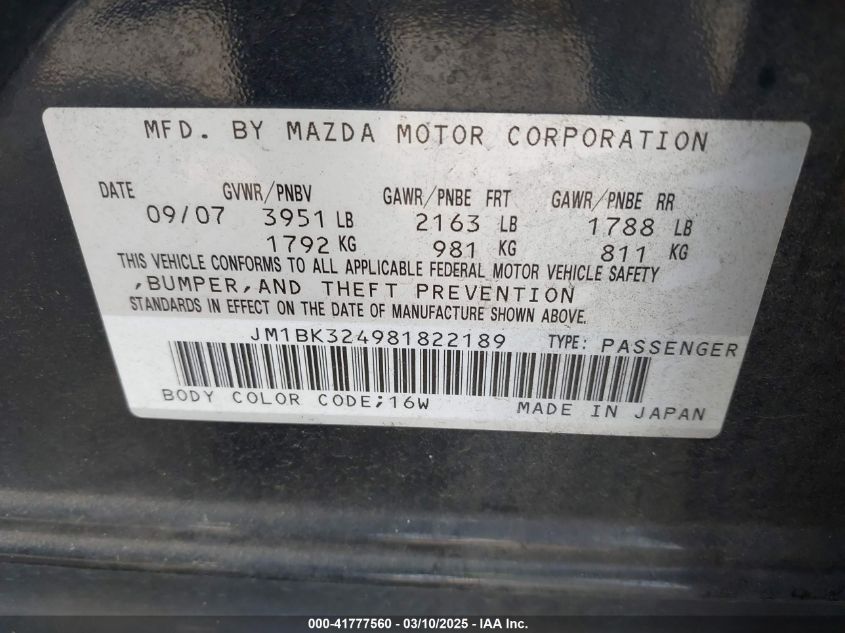 MFD. BY MAZDA MOTOR CORPORATION
DATE GVWR/PNBV GAWR/PNBE FRT GAWR/PNBE RR
09/07 3951 LB 2163 LB 1788 LB
1792 KG 981 KG 811 KG
THIS VEHICLE CONFORMS TO ALL APPLICABLE FEDERAL MOTOR VEHICLE SAFETY
,BUMPER,AND THEFT PREVENTION
STANDARDS IN EFFECT ON THE DATE OF MANUFACTURE SHOWN ABOVE.
JM1BK324981822189 TYPE: PASSENGER
BODY COLOR CODE;16W MADE IN JAPAN
000-41777560 — 03/10/2025 — © IAA Inc.